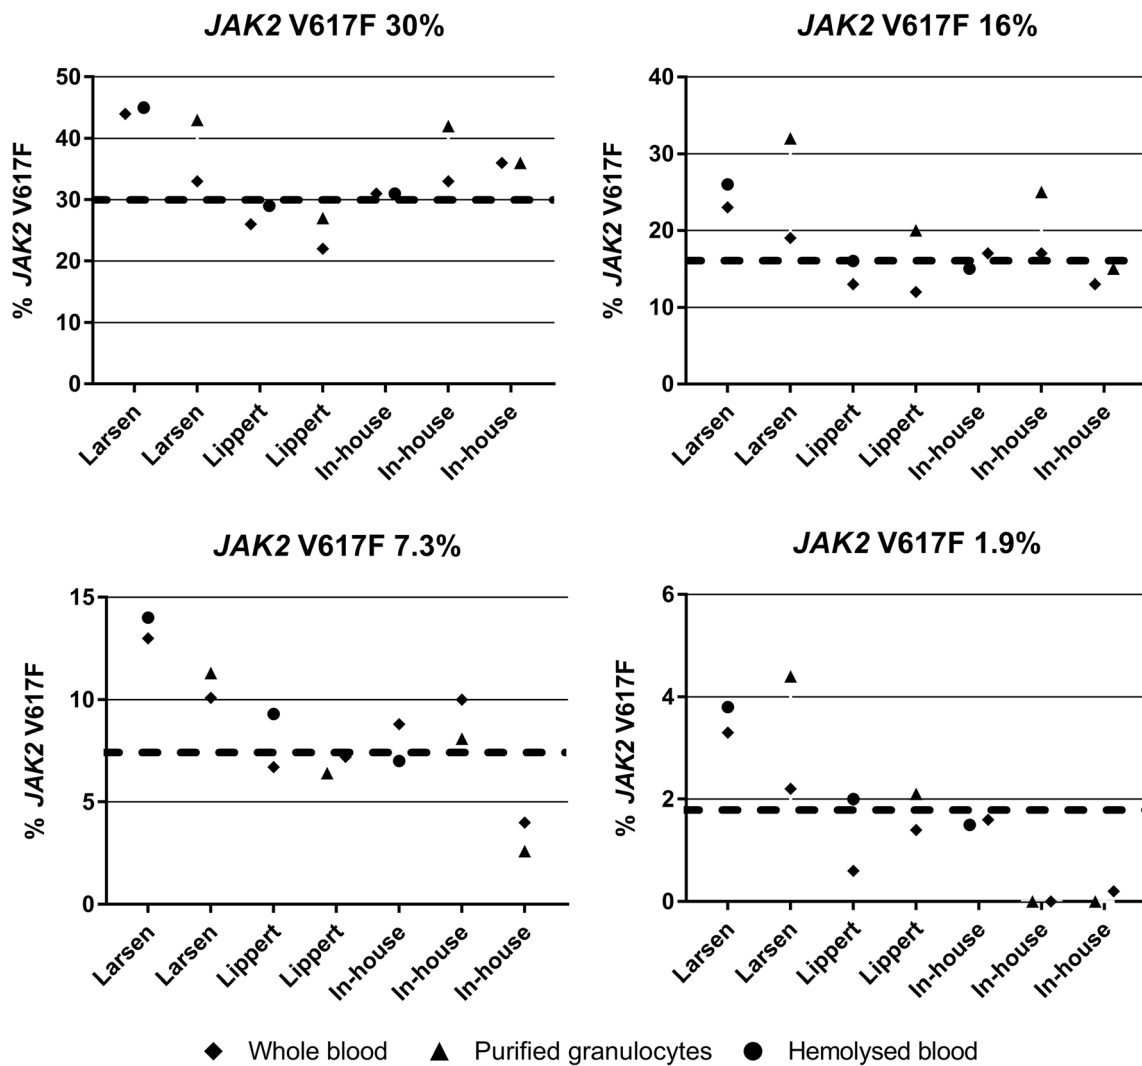 JAK2 V617F 30%
% JAK2 V617F
50
40
30
20
10
0
Larsen
Larsen
Lippert
Lippert
In-house
In-house
In-house
JAK2 V617F 16%
% JAK2 V617F
40
30
20
10
0
Larsen
Larsen
Lippert
Lippert
In-house
In-house
In-house
JAK2 V617F 7.3%
% JAK2 V617F
15
10
5
0
Larsen
Larsen
Lippert
Lippert
In-house
In-house
In-house
JAK2 V617F 1.9%
% JAK2 V617F
6
4
2
0
Larsen
Larsen
Lippert
Lippert
In-house
In-house
In-house
Whole blood Purified granulocytes Hemolysed blood